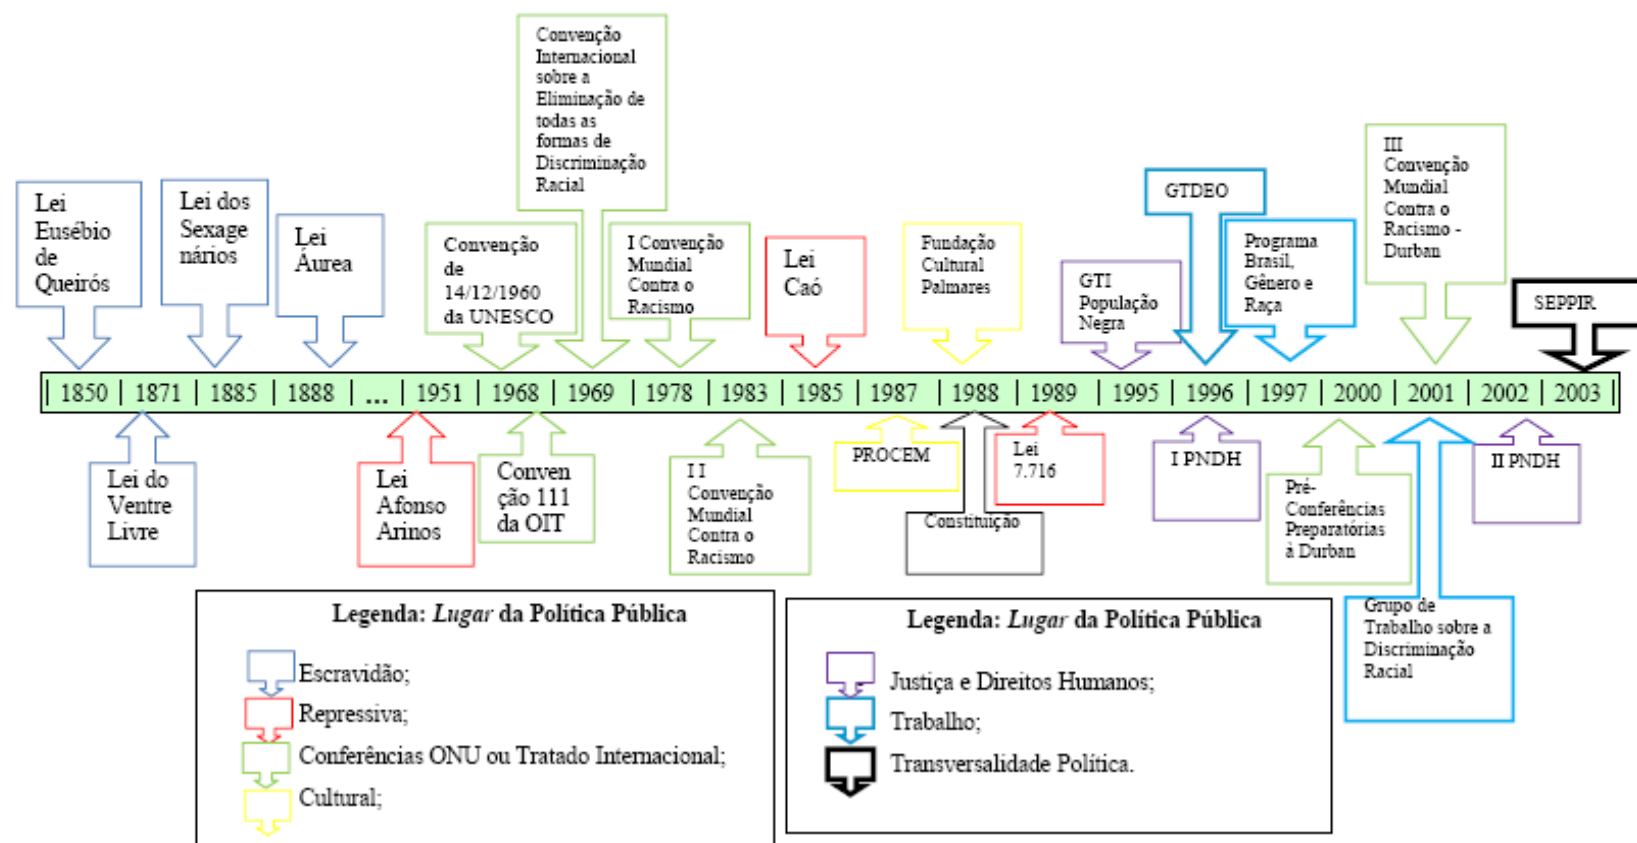 Lei
Eusébio
de
Queirós
Lei dos
Sexage
nários
Lei
Áurea
Convenção
de
14/12/1960
da UNESCO
Convenção
Internacional
sobre a
Eliminação de
todas as
formas de
Discriminação
Racial
I Convenção
Mundial
Contra o
Racismo
Lei
Caó
Fundação
Cultural
Palmares
GTI
População
Negra
GTDEO
Programa
Brasil,
Gênero e
Raça
III
Convenção
Mundial
Contra o
Racismo -
Durban
SEPPIR
| 1850 | 1871 | 1885 | 1888 | ... | 1951 | 1968 | 1969 | 1978 | 1983 | 1985 | 1987 | 1988 | 1989 | 1995 | 1996 | 1997 | 2000 | 2001 | 2002 | 2003 |
Lei do
Ventre
Livre
Lei
Afonso
Arinos
Conven
ção 111
da OIT
I I
Convenção
Mundial
Contra o
Racismo
PROCEM
Constituição
Lei
7.716
I PNDH
Pré-
Conferências
Preparatórias
à Durban
Grupo de
Trabalho sobre a
Discriminação
Racial
II PNDH
Legenda: Lugar da Política Pública
Escravidão;
Repressiva;
Conferências ONU ou Tratado Internacional;
Cultural;
Legenda: Lugar da Política Pública
Justiça e Direitos Humanos;
Trabalho;
Transversalidade Política.